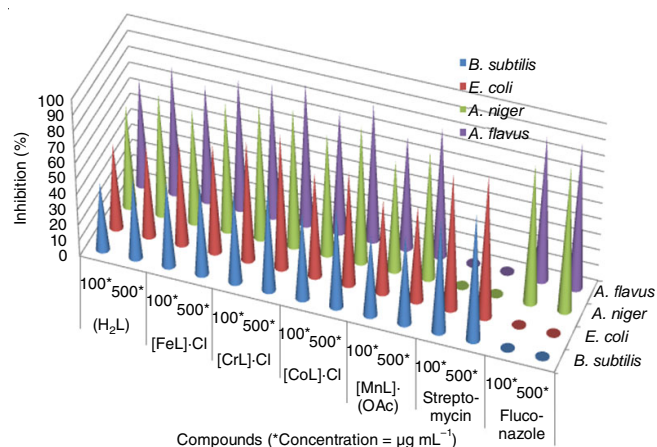 B. subtilis
E. coli
A. niger
A. flavus
Inhibition (%)
100
90
80
70
60
50
40
30
20
10
0
100* 500* 100* 500* 100* 500* 100* 500* 100* 500* 100* 500* 100* 500*
(H₂L)
[FeL]·Cl
[CrL]·Cl
[CoL]·Cl
[MnL]·
(OAc)
Strepto-
mycin
Fluco-
nazole
A. flavus
A. niger
E. coli
B. subtilis
Compounds (*Concentration = µg mL⁻¹)